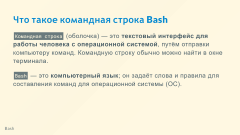 Что такое командная строка Bash
Командная строка (оболочка) — это текстовый интерфейс для
работы человека с операционной системой, путём отправки
компьютеру команд. Командную строку обычно можно найти в окне
терминала.
Bash — это компьютерный язык; он задаёт слова и правила для
составления команд для операционной системы (ОС).
Bash